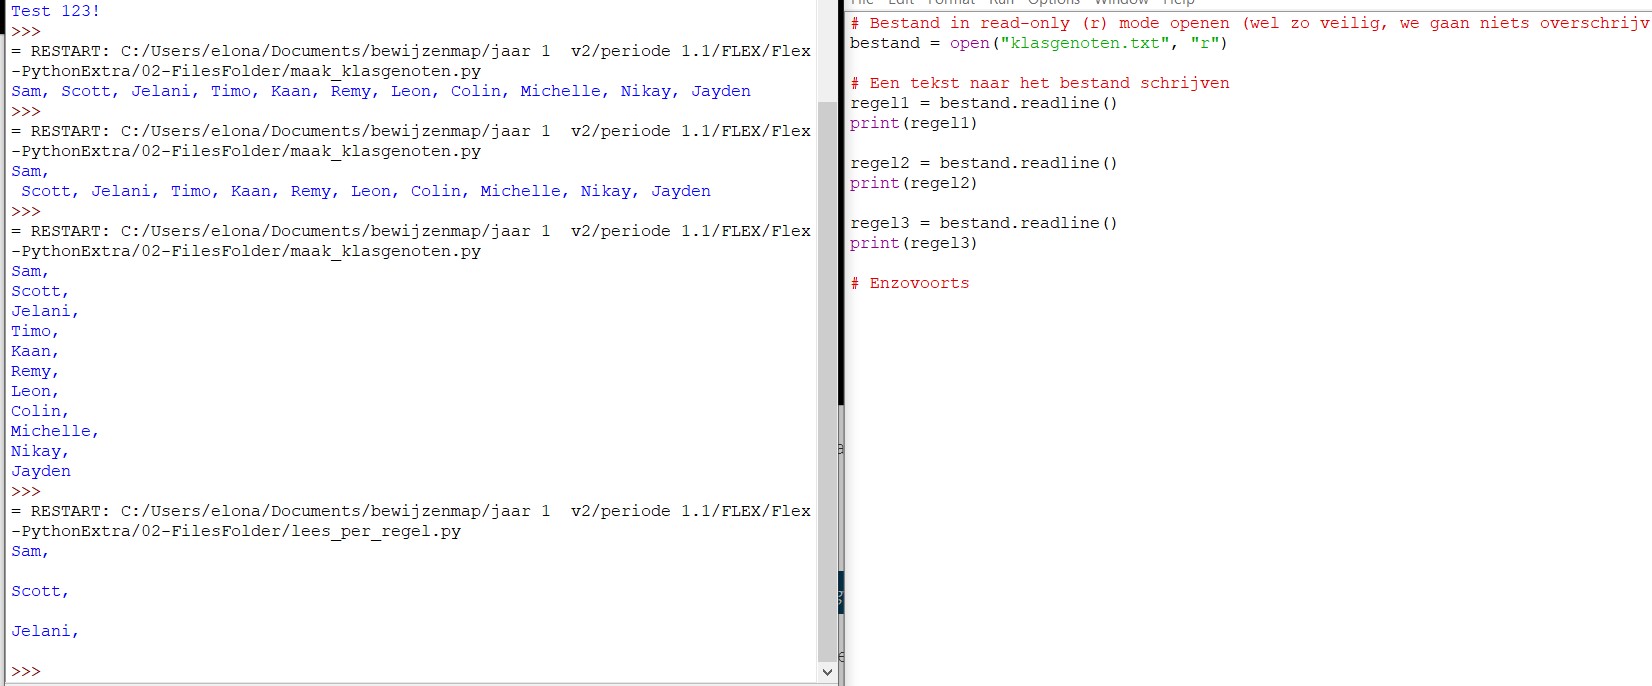 Test 123!
>>>
= RESTART: C:/Users/elona/Documents/bewijzenmap/jaar 1  v2/periode 1.1/FLEX/Flex
-PythonExtra/02-FilesFolder/maak_klasgenoten.py
Sam, Scott, Jelani, Timo, Kaan, Remy, Leon, Colin, Michelle, Nikay, Jayden
>>>
= RESTART: C:/Users/elona/Documents/bewijzenmap/jaar 1  v2/periode 1.1/FLEX/Flex
-PythonExtra/02-FilesFolder/maak_klasgenoten.py
Sam,
 Scott, Jelani, Timo, Kaan, Remy, Leon, Colin, Michelle, Nikay, Jayden
>>>
= RESTART: C:/Users/elona/Documents/bewijzenmap/jaar 1  v2/periode 1.1/FLEX/Flex
-PythonExtra/02-FilesFolder/maak_klasgenoten.py
Sam,
Scott,
Jelani,
Timo,
Kaan,
Remy,
Leon,
Colin,
Michelle,
Nikay,
Jayden
>>>
= RESTART: C:/Users/elona/Documents/bewijzenmap/jaar 1  v2/periode 1.1/FLEX/Flex
-PythonExtra/02-FilesFolder/lees_per_regel.py
Sam,
Scott,
Jelani,
>>>
File Edit Format Run Options Window Help
# Bestand in read-only (r) mode openen (wel zo veilig, we gaan niets overschrijv
bestand = open("klasgenoten.txt", "r")
# Een tekst naar het bestand schrijven
regel1 = bestand.readline()
print(regel1)
regel2 = bestand.readline()
print(regel2)
regel3 = bestand.readline()
print(regel3)
# Enzovoorts